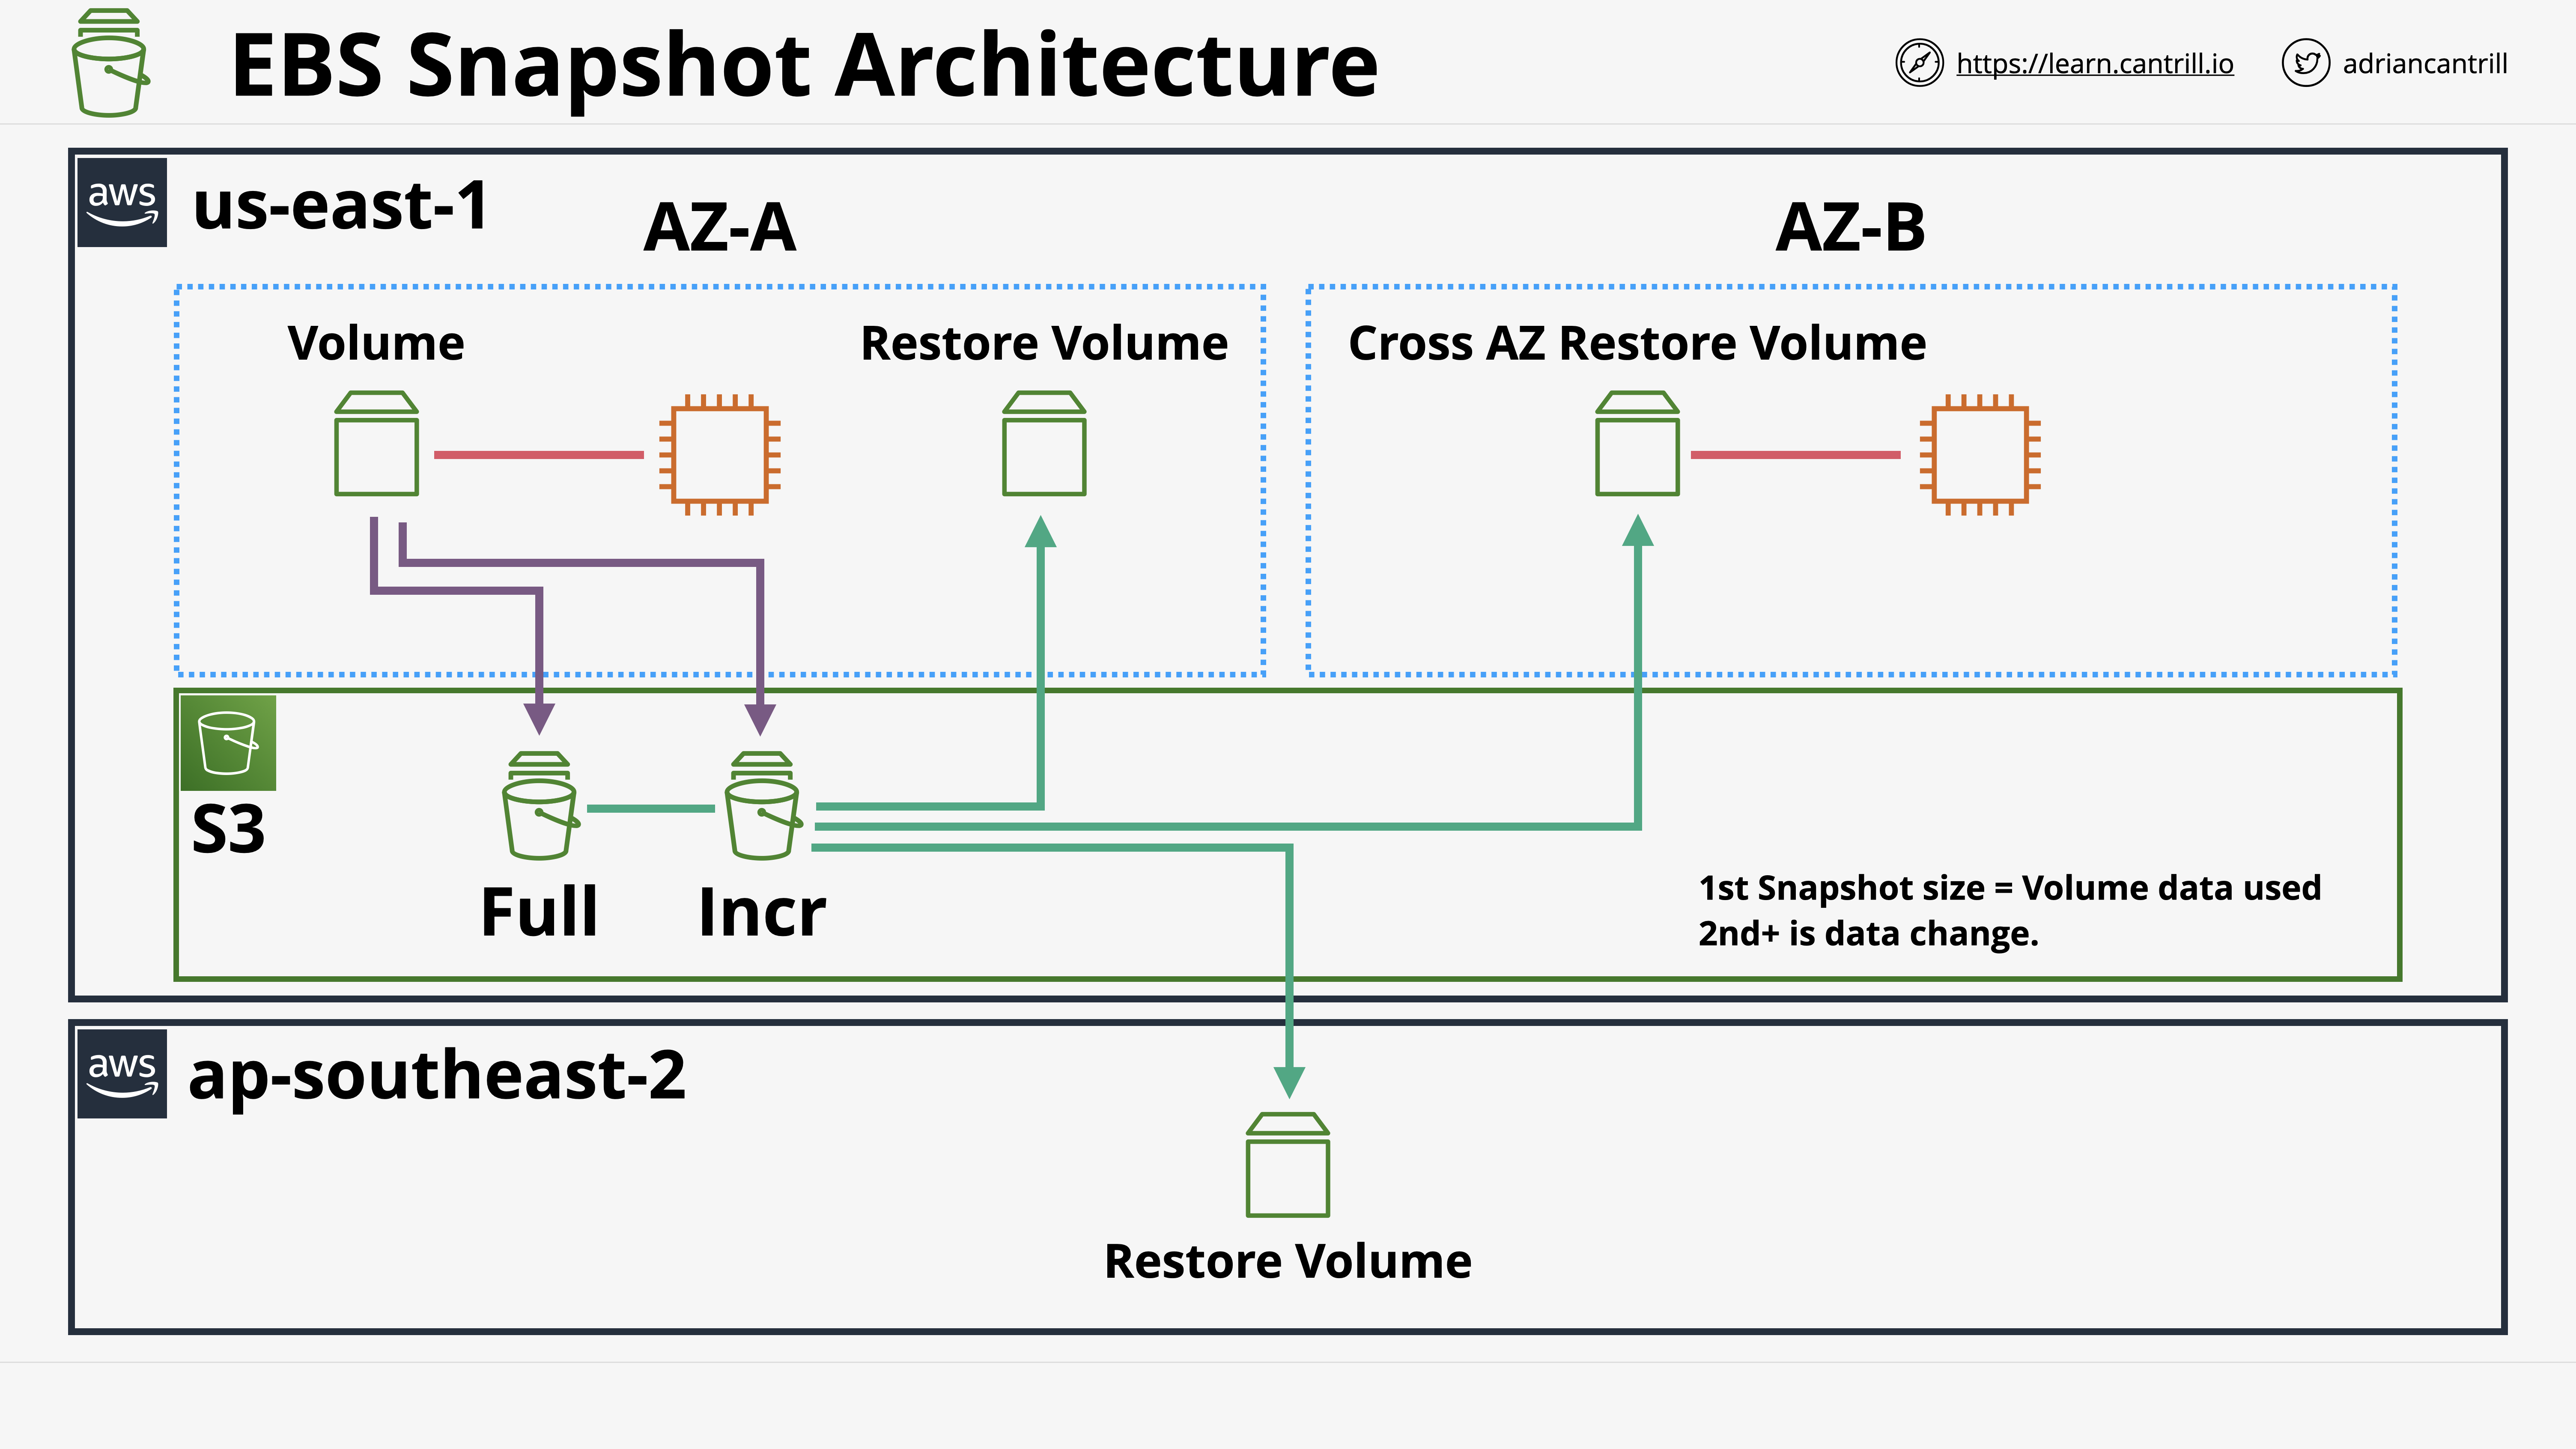 EBS Snapshot Architecture
https://learn.cantrill.io
adriancantrill
aws
us-east-1
AZ-A
AZ-B
Volume
Restore Volume
Cross AZ Restore Volume
S3
Full
Incr
1st Snapshot size = Volume data used
2nd+ is data change.
aws
ap-southeast-2
Restore Volume